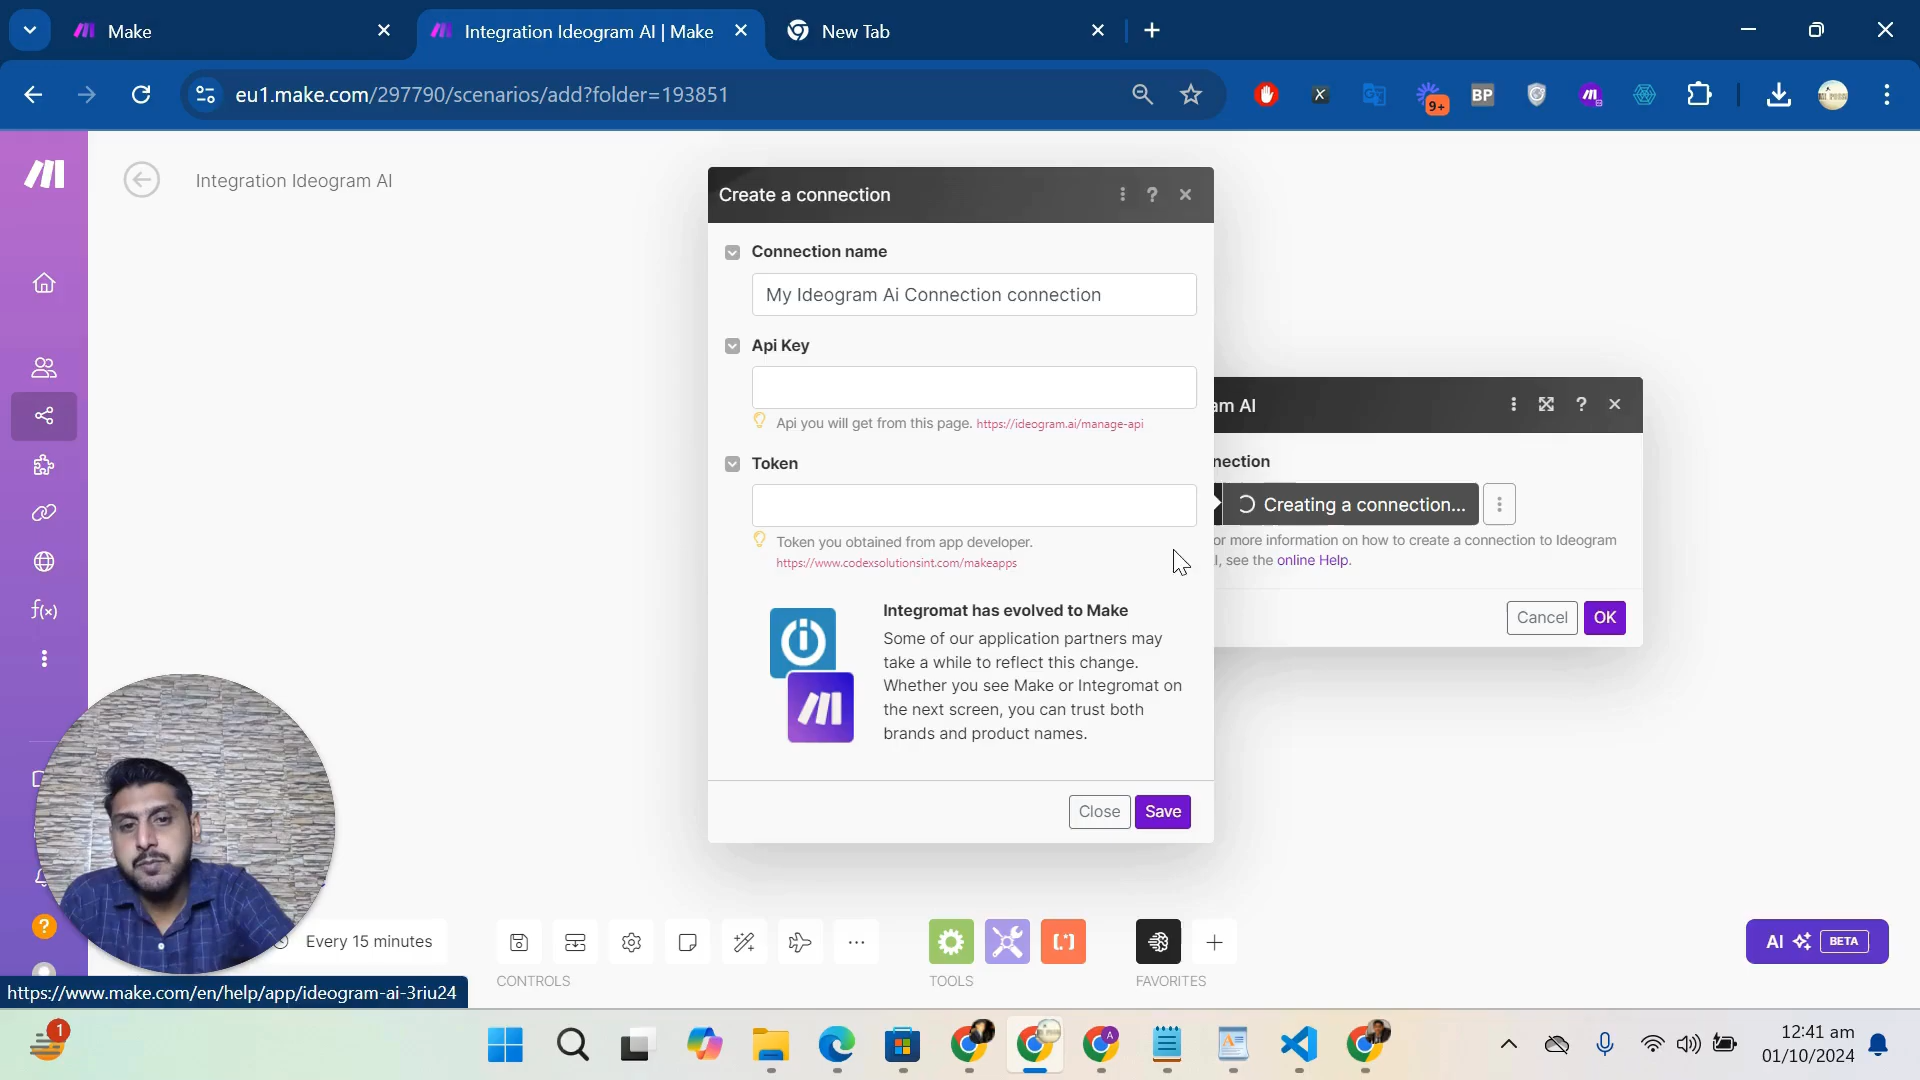 Make
Integration Ideogram AI | Make
New Tab
eu1.make.com/297790/scenarios/add?folder=193851
9+
BP
Integration Ideogram AI
Create a connection
Connection name
My Ideogram Ai Connection connection
Api Key
Api you will get from this page. https://ideogram.ai/manage-api
Token
Token you obtained from app developer.
https://www.codexsolutionsint.com/makeapps
Integromat has evolved to Make
Some of our application partners may
take a while to reflect this change.
Whether you see Make or Integromat on
the next screen, you can trust both
brands and product names.
Close
Save
am AI
nection
Creating a connection...
or more information on how to create a connection to Ideogram
I, see the online Help.
Cancel
OK
f(x)
Every 15 minutes
CONTROLS
TOOLS
FAVORITES
AI
BETA
https://www.make.com/en/help/app/ideogram-ai-3riu24
1
A
12:41 am
01/10/2024